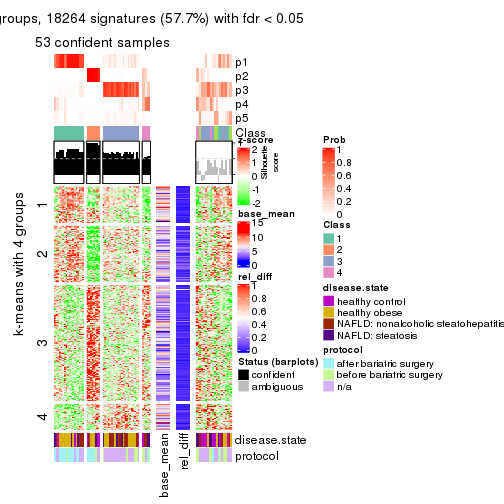 groups, 18264 signatures (57.7%) with fdr < 0.05
53 confident samples
p1
p2
p3
p4
p5
Class
Silhouette
score
k-means with 4 groups
1
2
3
4
disease.state
protocol
base_mean
rel_diff
z-score
2
1
0
-1
-2
base_mean
15
10
5
0
rel_diff
1
0.8
0.6
0.4
0.2
0
Status (barplots)
confident
ambiguous
Prob
1
0.8
0.6
0.4
0.2
0
Class
1
2
3
4
disease.state
healthy control
healthy obese
NAFLD: nonalcoholic steatohepatitis
NAFLD: steatosis
protocol
after bariatric surgery
before bariatric surgery
n/a